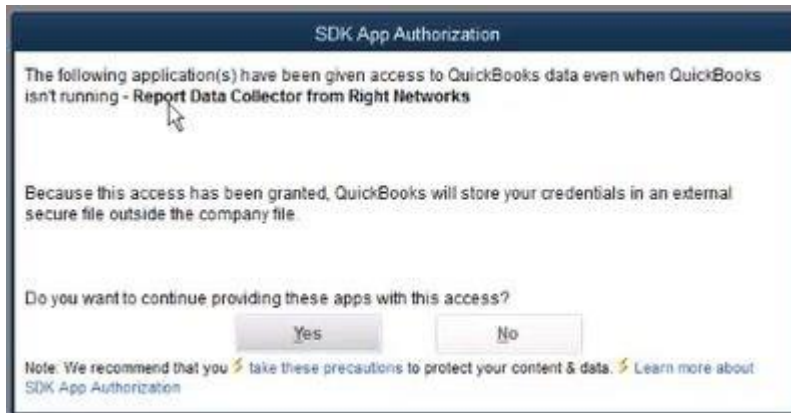 SDK App Authorization
The following application(s) have been given access to QuickBooks data even when QuickBooks
isn't running - Report Data Collector from Right Networks
Because this access has been granted, QuickBooks will store your credentials in an external
secure file outside the company file.
Do you want to continue providing these apps with this access?
Yes No
Note: We recommend that you take these precautions to protect your content & data. Learn more about
SDK App Authorization